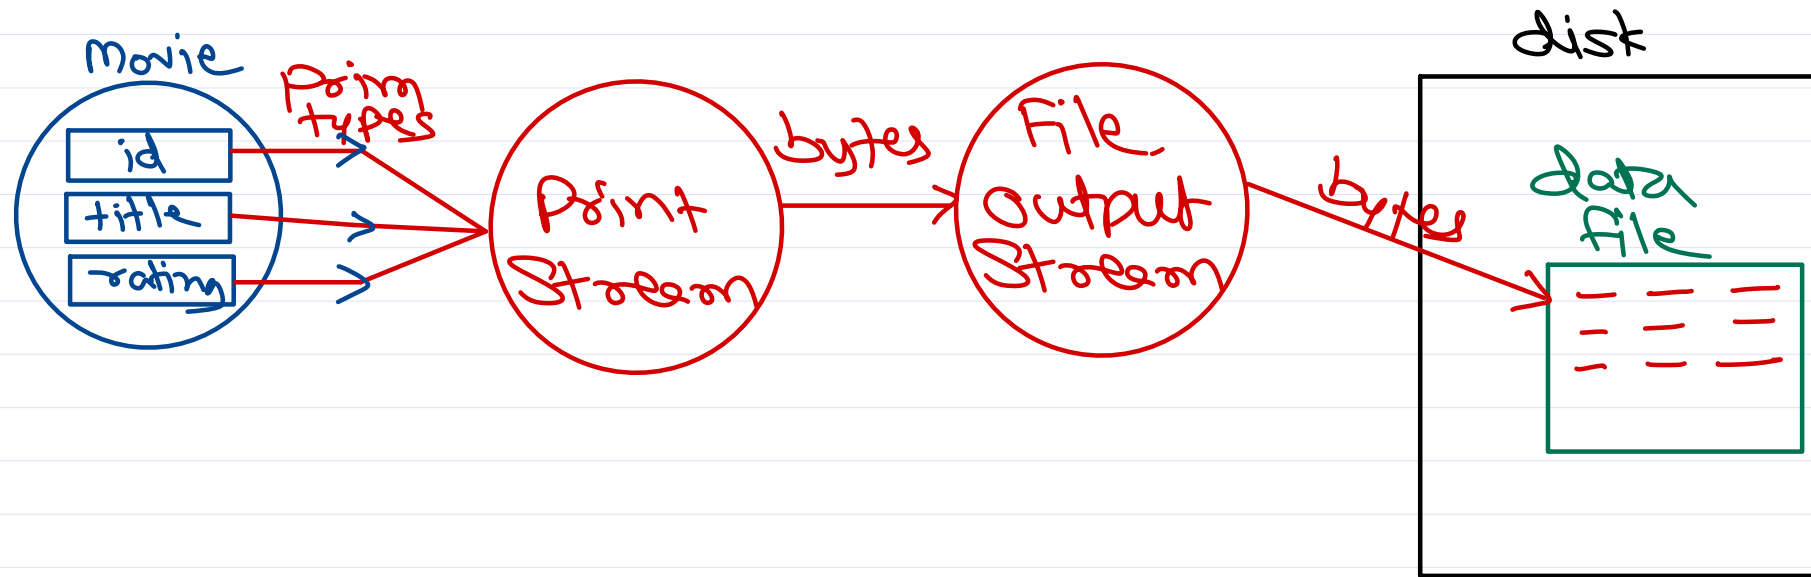 movie
id
title
rating
prim
types
Print
Stream
bytes
File
Output
Stream
bytes
disk
data
file